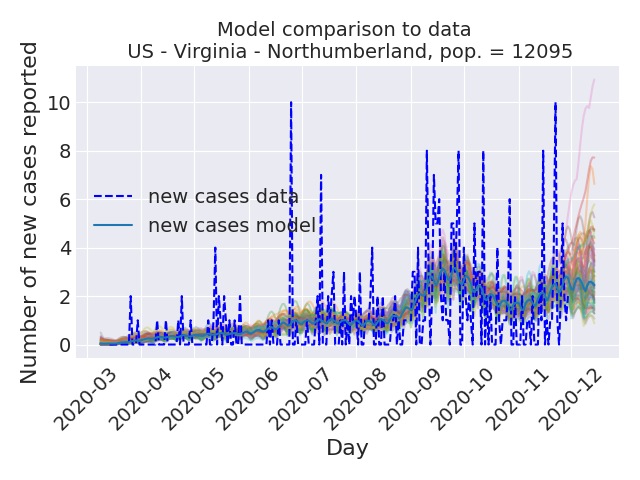 Model comparison to data
US - Virginia - Northumberland, pop. = 12095
Number of new cases reported
10
8
6
4
2
0
new cases data
new cases model
2020-03
2020-04
2020-05
2020-06
2020-07
2020-08
2020-09
2020-10
2020-11
2020-12
Day